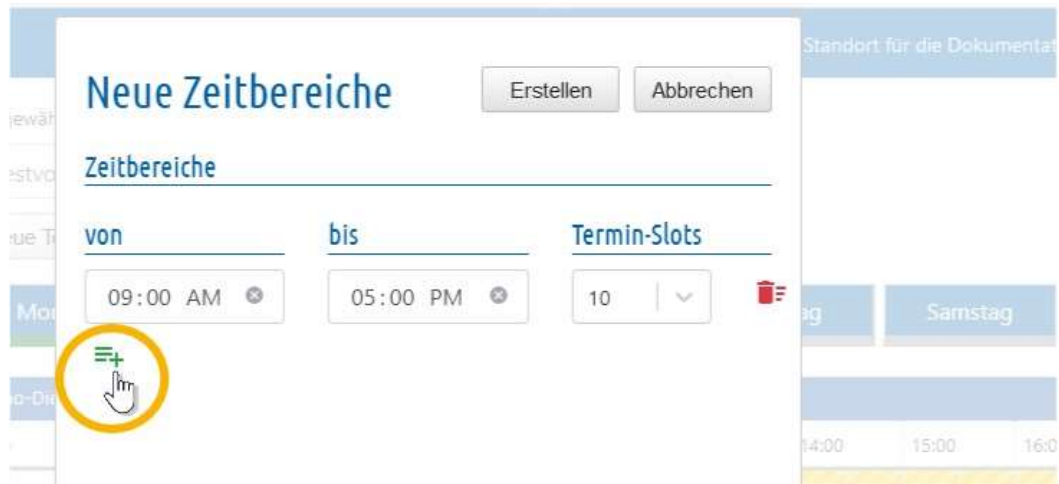 Standort für die Dokumentat
Neue Zeitbereiche
Erstellen
Abbrechen
Zeitbereiche
von
bis
Termin-Slots
09:00 AM
05:00 PM
10
Samstag
14:00
15:00
16:0